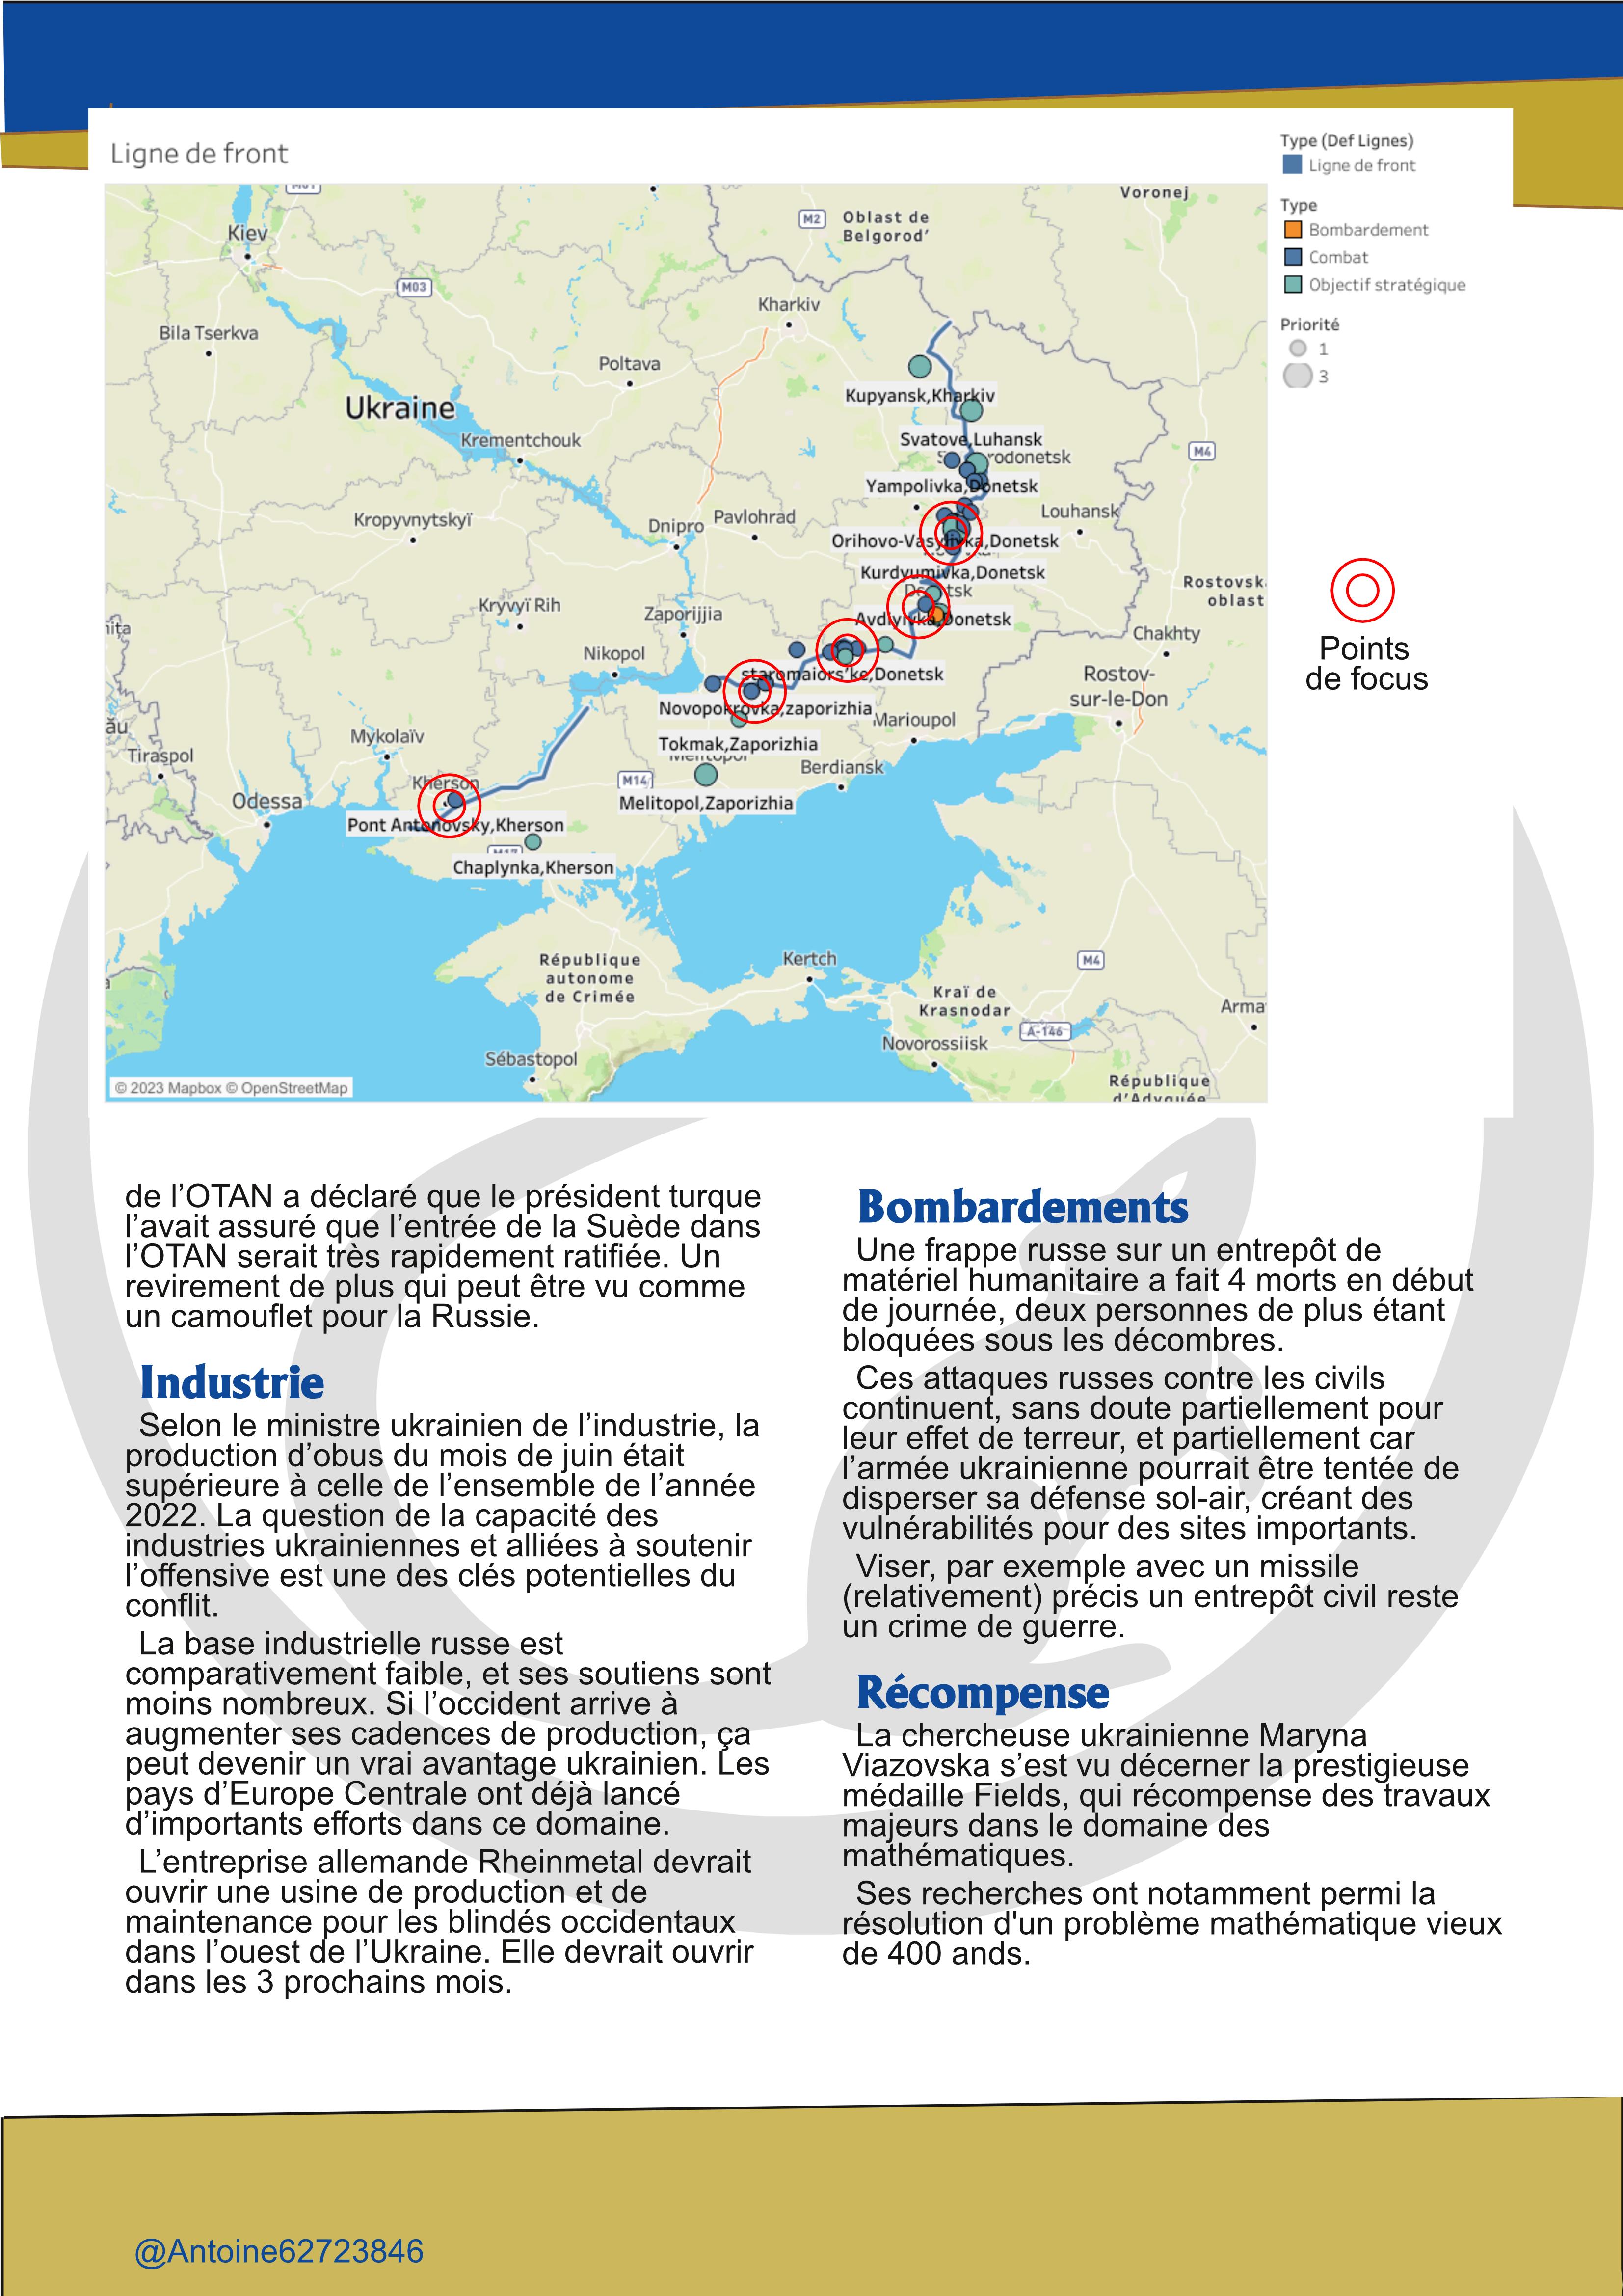 Ligne de front
Type (Def Lignes)
Ligne de front
Type
Bombardement
Combat
Objectif stratégique
Priorité
1
3
Points
de focus
Voronej
M2
Oblast de
Belgorod'
Kiev
M03
Kharkiv
Bila Tserkva
Poltava
Kupyansk,Kharkiv
Ukraine
Krementchouk
Svatove,Luhansk
M4
Yampolivka,Donetsk
Kropyvnytskyï
Dnipro
Pavlohrad
Louhansk
Orihovo-Vasylivka,Donetsk
Kurdyumivka,Donetsk
Rostovsk
oblast
Kryvyï Rih
Zaporijjia
Avdiyivka,Donetsk
Chakhty
Nikopol
staromaiors'ke,Donetsk
Rostov-
sur-le-Don
Novopokrovka,zaporizhia
Marioupol
Mykolaïv
Tiraspol
Tokmak,Zaporizhia
Melitopol
Berdiansk
Kherson
M14
Odessa
Melitopol,Zaporizhia
Pont Antonovsky,Kherson
M17
Chaplynka,Kherson
République
autonome
de Crimée
Kertch
M4
Kraï de
Krasnodar
Arma
A-146
Novorossiisk
Sébastopol
République
d'Adyguée
© 2023 Mapbox © OpenStreetMap
de l'OTAN a déclaré que le président turque
l'avait assuré que l'entrée de la Suède dans
l'OTAN serait très rapidement ratifiée. Un
revirement de plus qui peut être vu comme
un camouflet pour la Russie.
Industrie
Selon le ministre ukrainien de l'industrie, la
production d'obus du mois de juin était
supérieure à celle de l'ensemble de l'année
2022. La question de la capacité des
industries ukrainiennes et alliées à soutenir
l'offensive est une des clés potentielles du
conflit.
La base industrielle russe est
comparativement faible, et ses soutiens sont
moins nombreux. Si l'occident arrive à
augmenter ses cadences de production, ça
peut devenir un vrai avantage ukrainien. Les
pays d'Europe Centrale ont déjà lancé
d'importants efforts dans ce domaine.
L'entreprise allemande Rheinmetal devrait
ouvrir une usine de production et de
maintenance pour les blindés occidentaux
dans l'ouest de l'Ukraine. Elle devrait ouvrir
dans les 3 prochains mois.
Bombardements
Une frappe russe sur un entrepôt de
matériel humanitaire a fait 4 morts en début
de journée, deux personnes de plus étant
bloquées sous les décombres.
Ces attaques russes contre les civils
continuent, sans doute partiellement pour
leur effet de terreur, et partiellement car
l'armée ukrainienne pourrait être tentée de
disperser sa défense sol-air, créant des
vulnérabilités pour des sites importants.
Viser, par exemple avec un missile
(relativement) précis un entrepôt civil reste
un crime de guerre.
Récompense
La chercheuse ukrainienne Maryna
Viazovska s'est vu décerner la prestigieuse
médaille Fields, qui récompense des travaux
majeurs dans le domaine des
mathématiques.
Ses recherches ont notamment permi la
résolution d'un problème mathématique vieux
de 400 ands.
@Antoine62723846